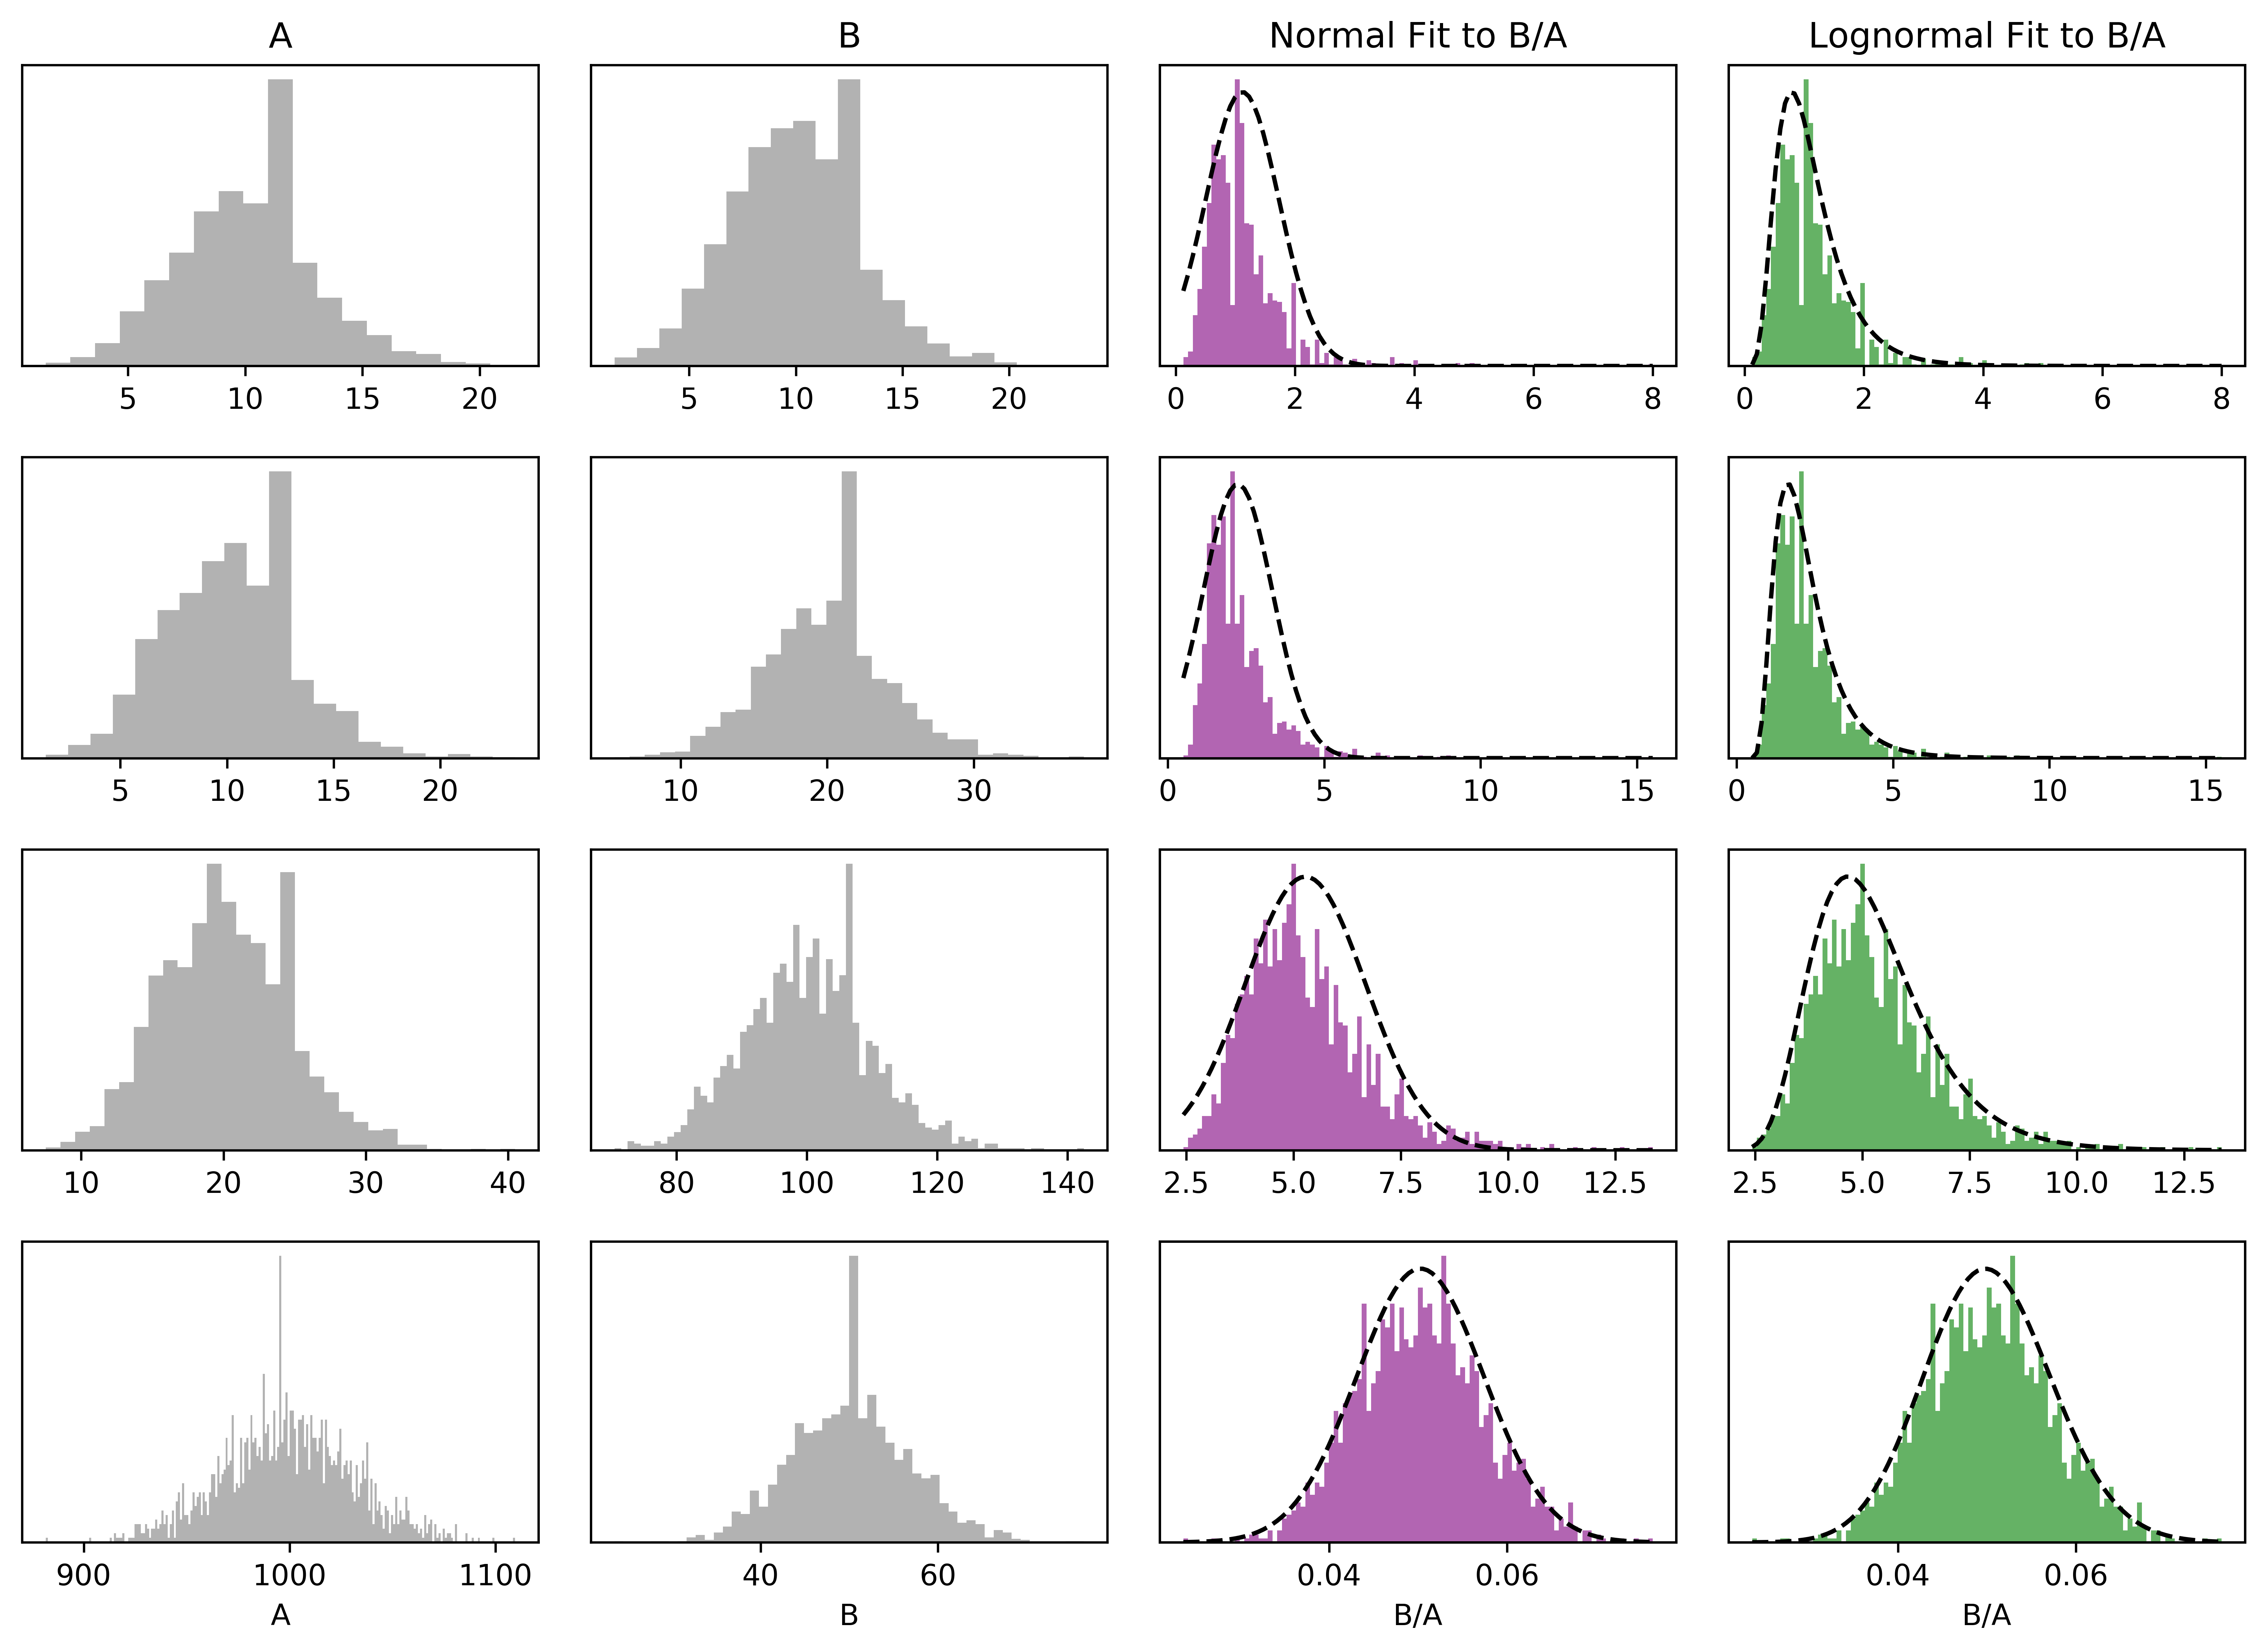 A B Normal Fit to B/A Lognormal Fit to B/A
5 10 15 20 5 10 15 20 0 2 4 6 8 0 2 4 6 8
5 10 15 20 10 20 30 0 5 10 15 0 5 10 15
10 20 30 40 80 100 120 140 2.5 5.0 7.5 10.0 12.5 2.5 5.0 7.5 10.0 12.5
900 1000 1100 40 60 0.04 0.06 0.04 0.06
A B B/A B/A